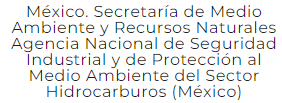 México. Secretaría de Medio
Ambiente y Recursos Naturales
Agencia Nacional de Seguridad
Industrial y de Protección al
Medio Ambiente del Sector
Hidrocarburos (México)